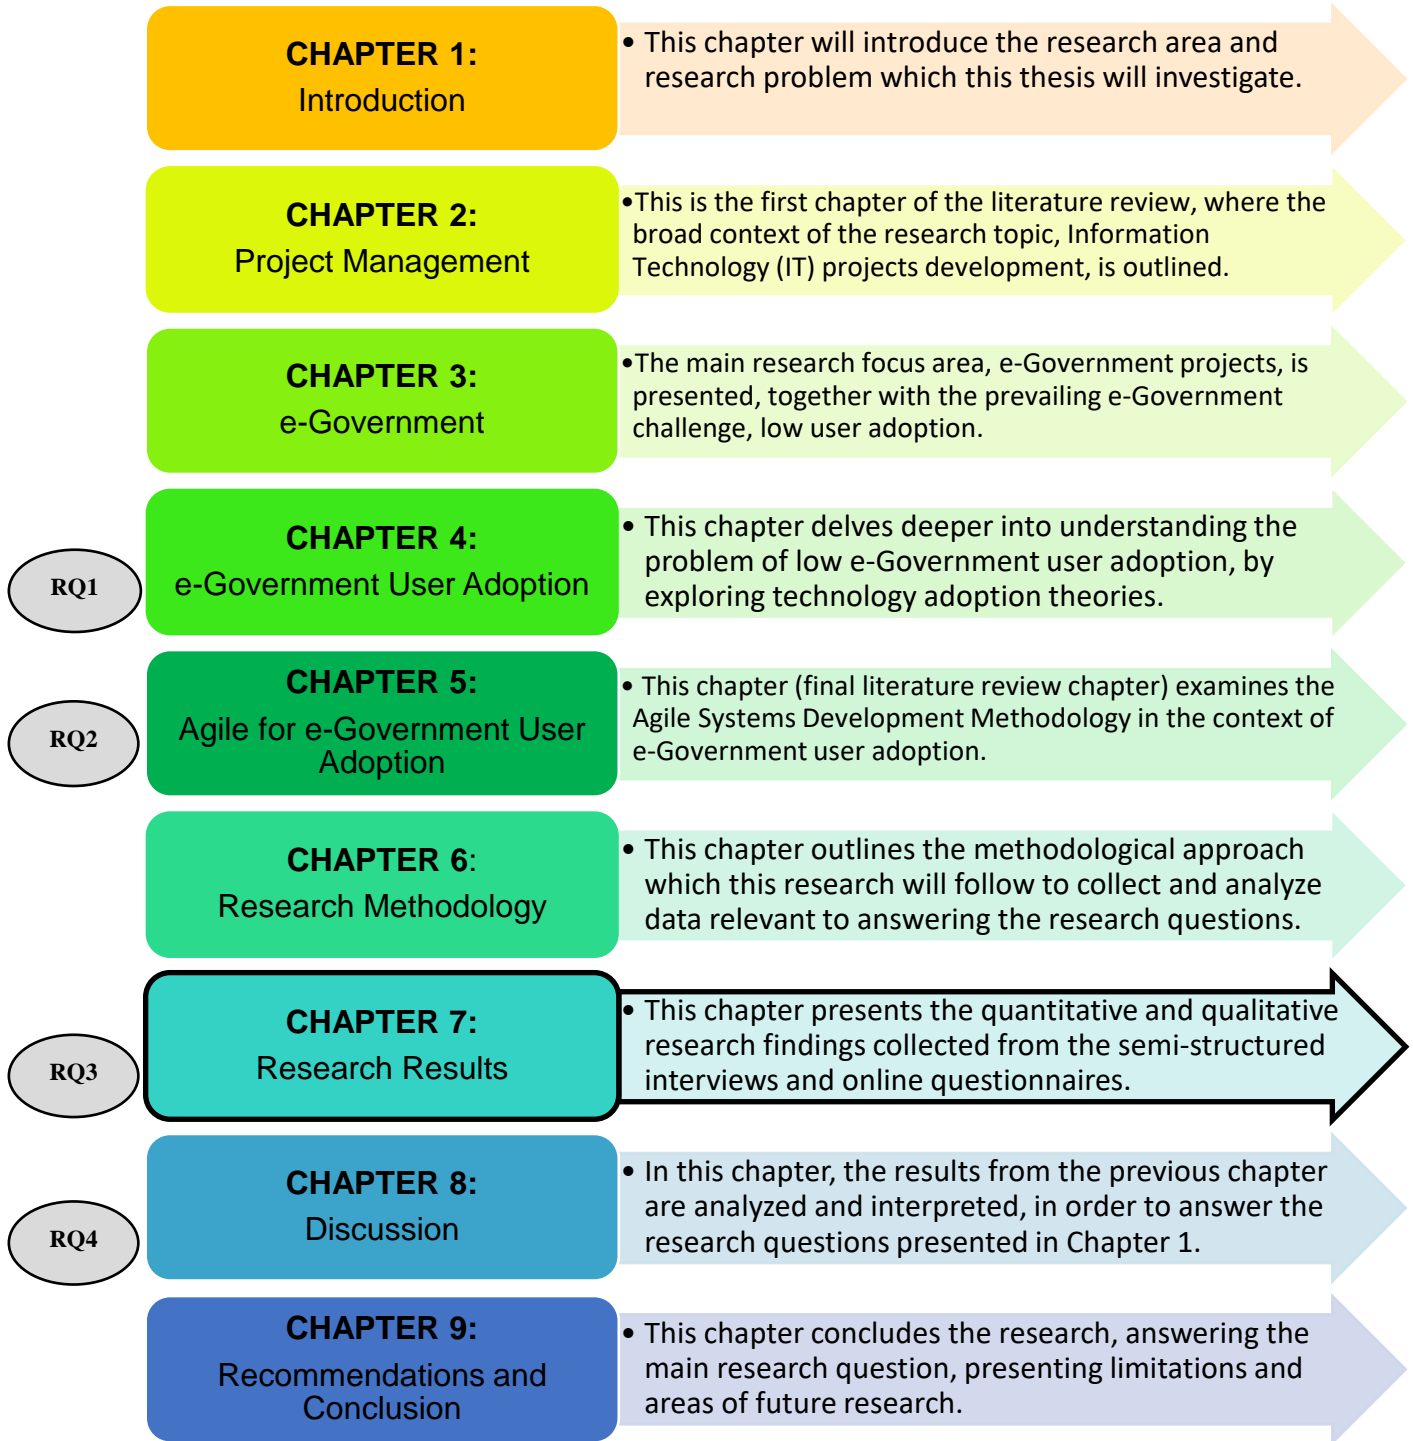 CHAPTER 1:
Introduction
• This chapter will introduce the research area and
research problem which this thesis will investigate.
CHAPTER 2:
Project Management
•This is the first chapter of the literature review, where the
broad context of the research topic, Information
Technology (IT) projects development, is outlined.
CHAPTER 3:
e-Government
•The main research focus area, e-Government projects, is
presented, together with the prevailing e-Government
challenge, low user adoption.
RQ1
CHAPTER 4:
e-Government User Adoption
• This chapter delves deeper into understanding the
problem of low e-Government user adoption, by
exploring technology adoption theories.
RQ2
CHAPTER 5:
Agile for e-Government User
Adoption
• This chapter (final literature review chapter) examines the
Agile Systems Development Methodology in the context of
e-Government user adoption.
CHAPTER 6:
Research Methodology
• This chapter outlines the methodological approach
which this research will follow to collect and analyze
data relevant to answering the research questions.
RQ3
CHAPTER 7:
Research Results
• This chapter presents the quantitative and qualitative
research findings collected from the semi-structured
interviews and online questionnaires.
RQ4
CHAPTER 8:
Discussion
• In this chapter, the results from the previous chapter
are analyzed and interpreted, in order to answer the
research questions presented in Chapter 1.
CHAPTER 9:
Recommendations and
Conclusion
• This chapter concludes the research, answering the
main research question, presenting limitations and
areas of future research.